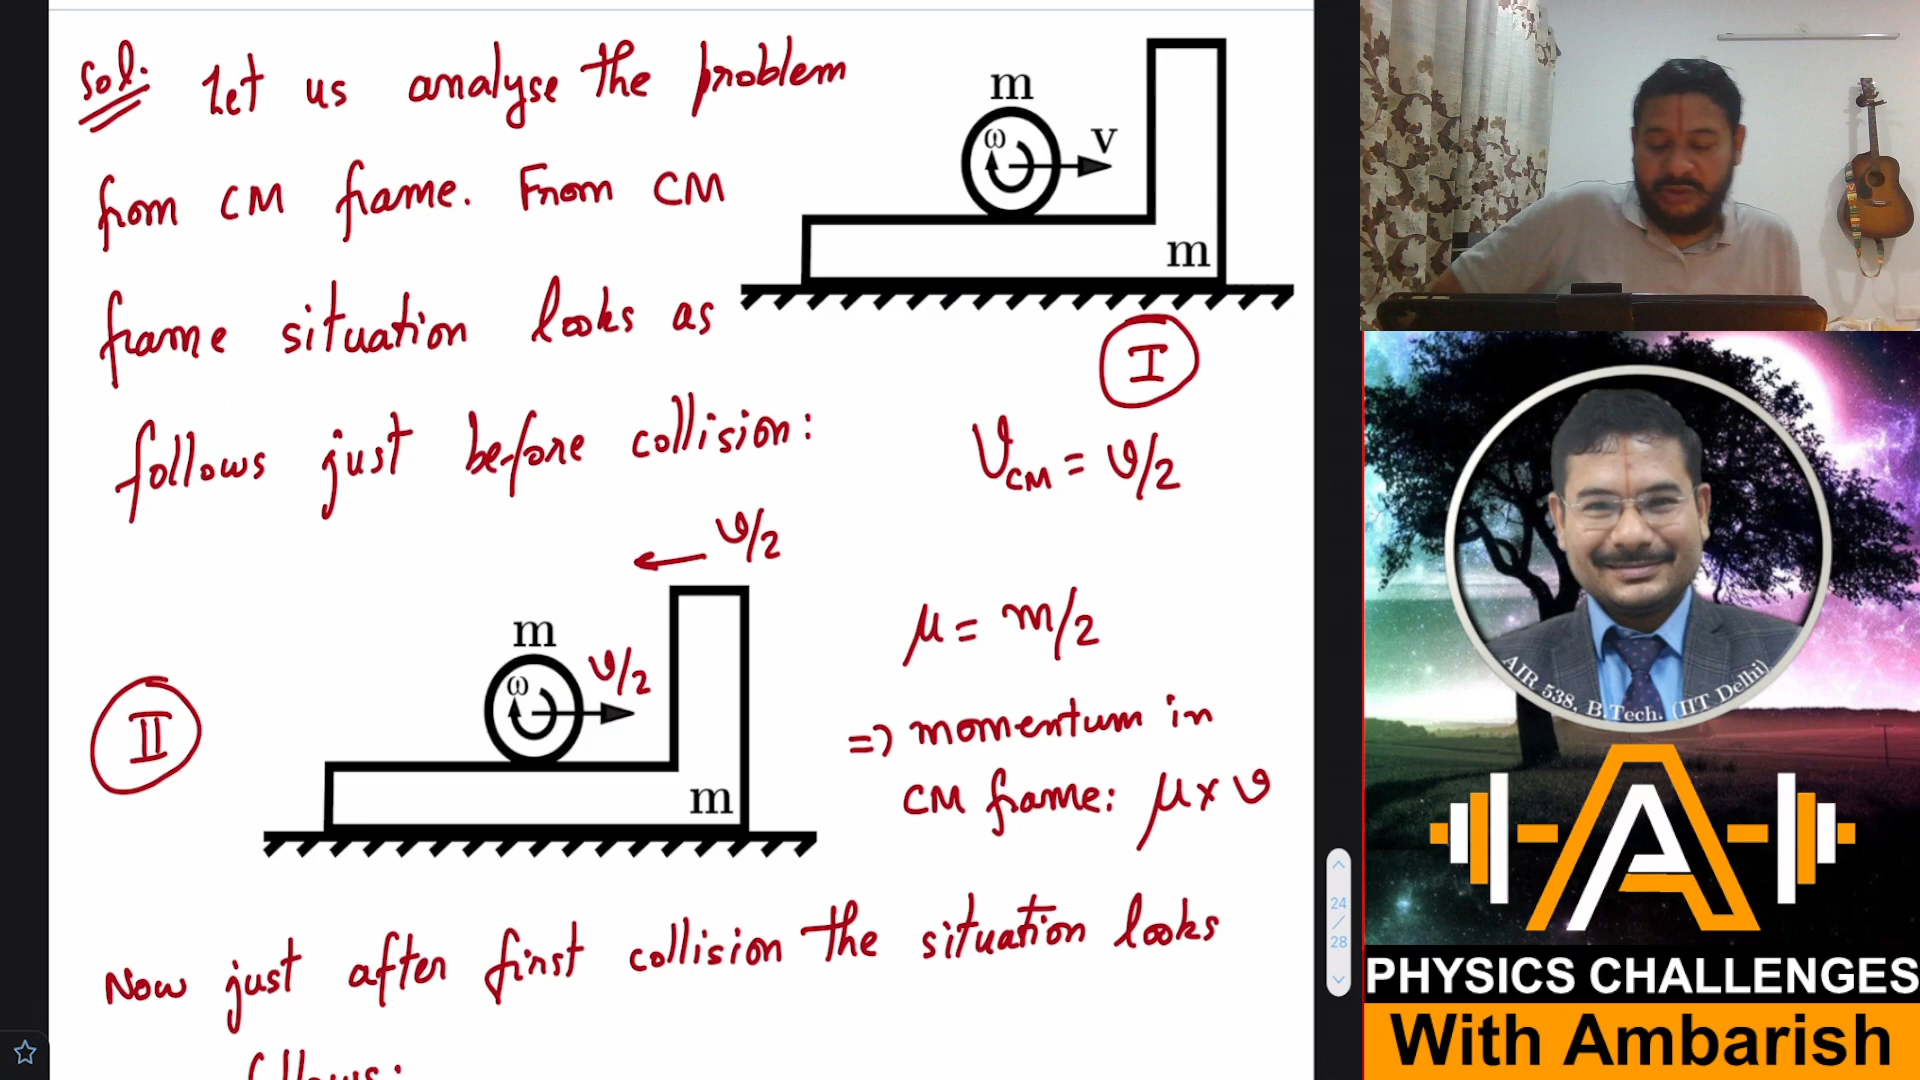 Sol: Let us analyse the problem
from CM frame. From CM
frame situation looks as
follows just before collision:
m
ω
v
m
I
V_CM = v/2
v/2
m
ω
v/2
m
II
μ = m/2
=> momentum in
CM frame: μ x v
Now just after first collision the situation looks
follows:
24
/
28
AIR 538, B.Tech. (IIT Delhi)
A
PHYSICS CHALLENGES
With Ambarish